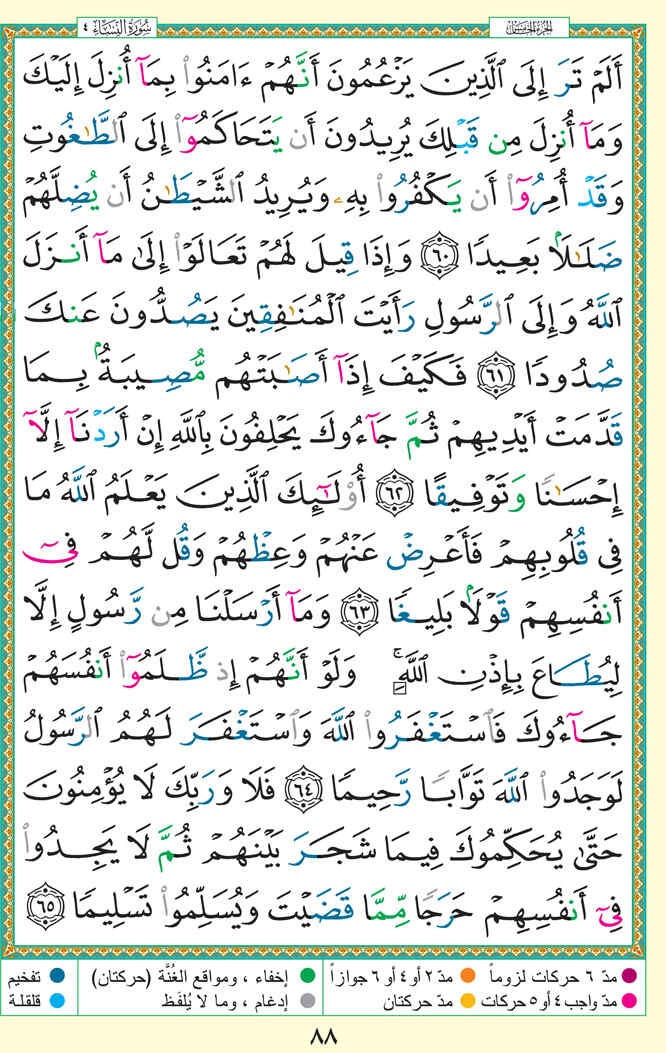 الجزء الخامس
سُورَةُ النِّسَاءِ ٤
أَلَمْ تَرَ إِلَى ٱلَّذِينَ يَزْعُمُونَ أَنَّهُمْ ءَامَنُوا۟ بِمَآ أُنزِلَ إِلَيْكَ
وَمَآ أُنزِلَ مِن قَبْلِكَ يُرِيدُونَ أَن يَتَحَاكَمُوٓا۟ إِلَى ٱلطَّٰغُوتِ
وَقَدْ أُمِرُوٓا۟ أَن يَكْفُرُوا۟ بِهِۦ وَيُرِيدُ ٱلشَّيْطَٰنُ أَن يُضِلَّهُمْ
ضَلَٰلًۢا بَعِيدًا ٦٠ وَإِذَا قِيلَ لَهُمْ تَعَالَوْا۟ إِلَىٰ مَآ أَنزَلَ
ٱللَّهُ وَإِلَى ٱلرَّسُولِ رَأَيْتَ ٱلْمُنَٰفِقِينَ يَصُدُّونَ عَنكَ
صُدُودًا ٦١ فَكَيْفَ إِذَآ أَصَٰبَتْهُم مُّصِيبَةٌۢ بِمَا
قَدَّمَتْ أَيْدِيهِمْ ثُمَّ جَآءُوكَ يَحْلِفُونَ بِٱللَّهِ إِنْ أَرَدْنَآ إِلَّآ
إِحْسَٰنًا وَتَوْفِيقًا ٦٢ أُو۟لَٰٓئِكَ ٱلَّذِينَ يَعْلَمُ ٱللَّهُ مَا
فِى قُلُوبِهِمْ فَأَعْرِضْ عَنْهُمْ وَعِظْهُمْ وَقُل لَّهُمْ فِىٓ
أَنفُسِهِمْ قَوْلًۢا بَلِيغًا ٦٣ وَمَآ أَرْسَلْنَا مِن رَّسُولٍ إِلَّا
لِيُطَاعَ بِإِذْنِ ٱللَّهِ ۚ وَلَوْ أَنَّهُمْ إِذ ظَّلَمُوٓا۟ أَنفُسَهُمْ
جَآءُوكَ فَٱسْتَغْفَرُوا۟ ٱللَّهَ وَٱسْتَغْفَرَ لَهُمُ ٱلرَّسُولُ
لَوَجَدُوا۟ ٱللَّهَ تَوَّابًا رَّحِيمًا ٦٤ فَلَا وَرَبِّكَ لَا يُؤْمِنُونَ
حَتَّىٰ يُحَكِّمُوكَ فِيمَا شَجَرَ بَيْنَهُمْ ثُمَّ لَا يَجِدُوا۟
فِىٓ أَنفُسِهِمْ حَرَجًا مِّمَّا قَضَيْتَ وَيُسَلِّمُوا۟ تَسْلِيمًا ٦٥
مدّ ٦ حركات لزوماً مدّ ٢ أو ٤ أو ٦ جوازاً إخفاء ، ومواقع الغُنَّة (حركتان) تفخيم
مدّ واجب ٤ أو ٥ حركات مدّ حركتان إدغام ، وما لا يُلفَظ قلقلة
٨٨